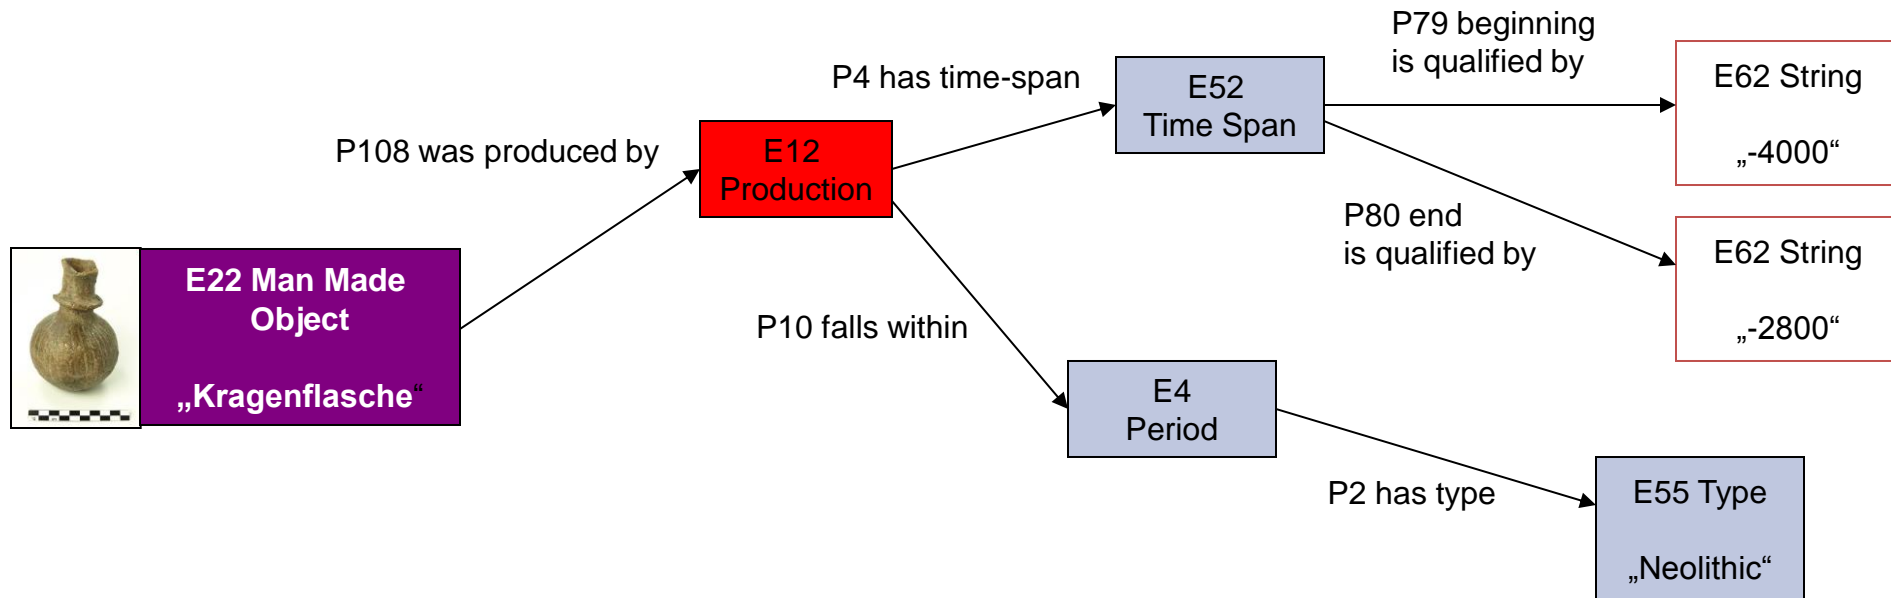 P79 beginning
is qualified by
P4 has time-span
E52
Time Span
E62 String
„-4000“
P108 was produced by
E12
Production
P80 end
is qualified by
E62 String
„-2800“
E22 Man Made
Object
„Kragenflasche“
P10 falls within
E4
Period
P2 has type
E55 Type
„Neolithic“